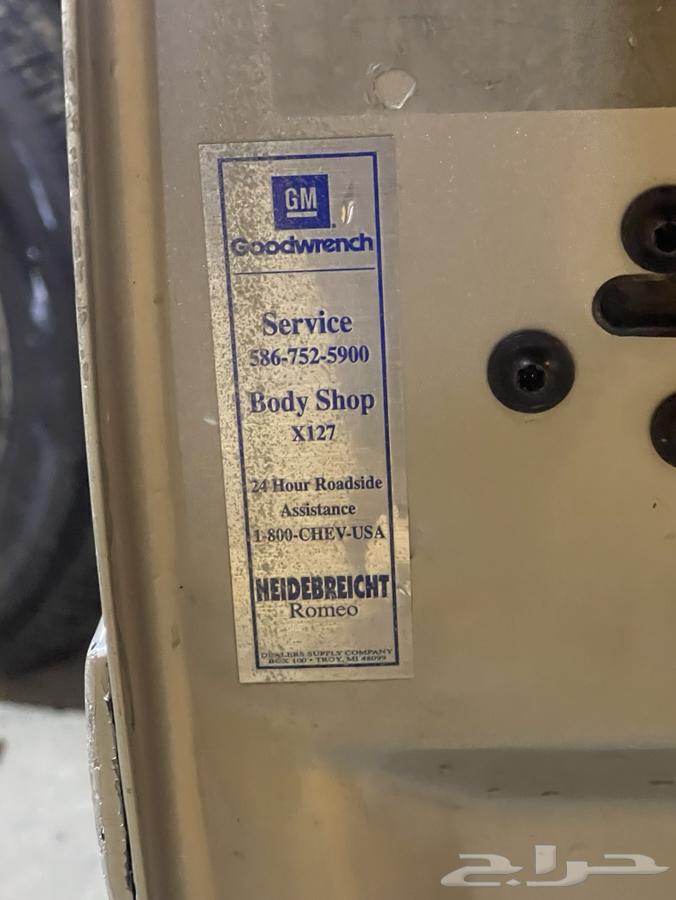 GM
Goodwrench
Service
586-752-5900
Body Shop
X127
24 Hour Roadside
Assistance
1-800-CHEV-USA
HEIDEBREICHT
Romeo
DEALERS SUPPLY COMPANY
BOX 100 • TROY, MI 48099
حراج